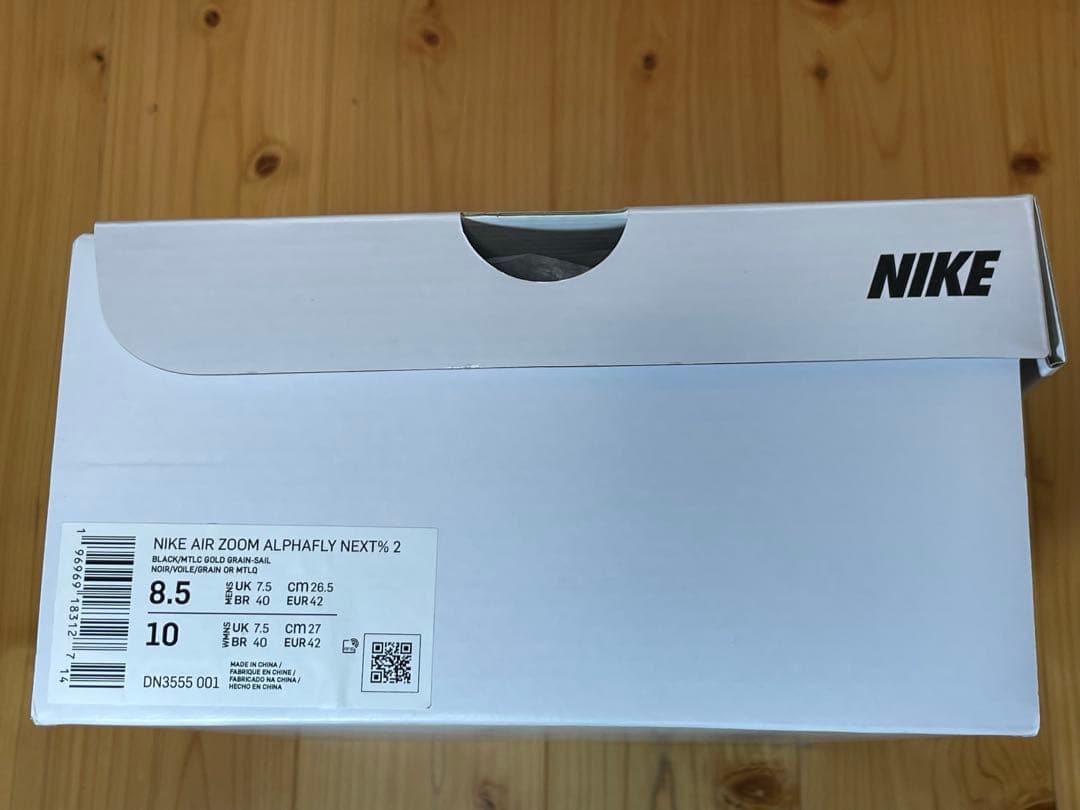 NIKE
NIKE AIR ZOOM ALPHAFLY NEXT% 2
BLACK/MTLC GOLD GRAIN-SAIL
NOIR/VOILE/GRAIN OR MTLQ
8.5 MENS UK 7.5 cm 26.5
BR 40 EUR 42
10 WMNS UK 7.5 cm 27
BR 40 EUR 42
DN3555 001
MADE IN CHINA /
FABRIQUE EN CHINE /
FABRICADO NA CHINA /
HECHO EN CHINA
1 96969 18312 7 14